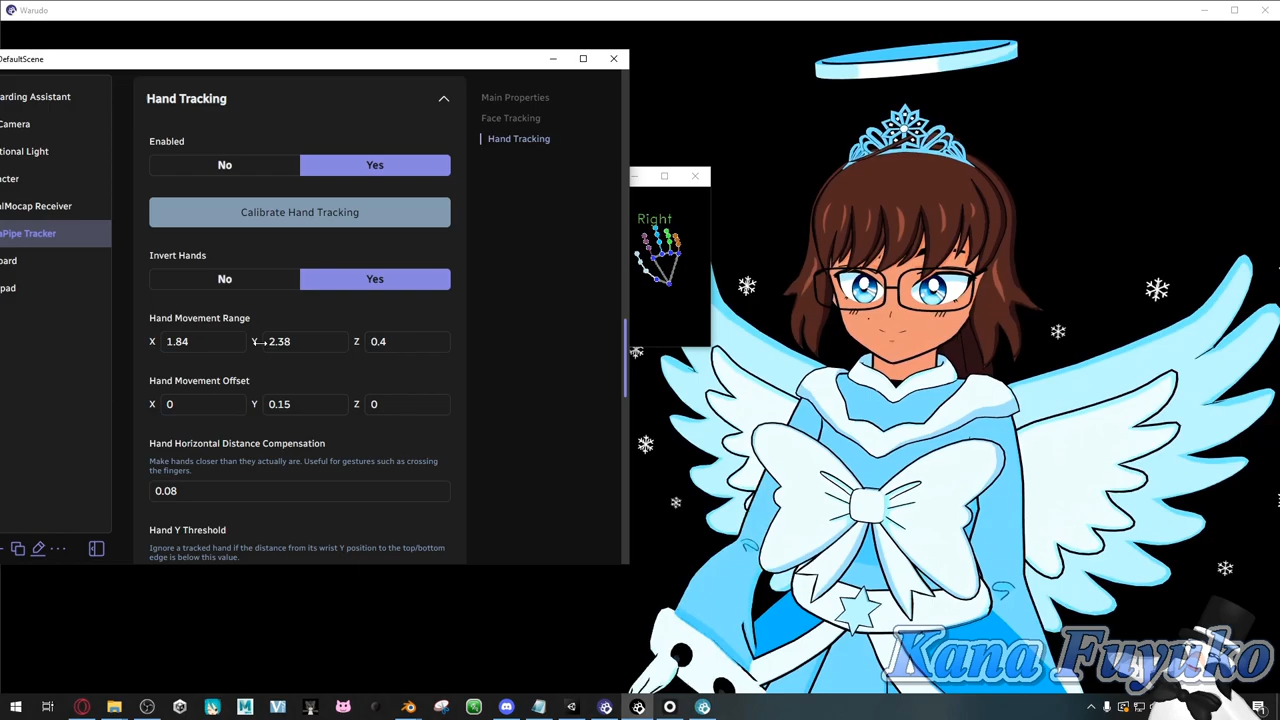 Warudo
DefaultScene
arding Assistant
Camera
tional Light
cter
alMocap Receiver
aPipe Tracker
oard
pad
Hand Tracking
Enabled
No Yes
Calibrate Hand Tracking
Invert Hands
No Yes
Hand Movement Range
X 1.84 Y 2.38 Z 0.4
Hand Movement Offset
X 0 Y 0.15 Z 0
Hand Horizontal Distance Compensation
Make hands closer than they actually are. Useful for gestures such as crossing
the fingers.
0.08
Hand Y Threshold
Ignore a tracked hand if the distance from its wrist Y position to the top/bottom
edge is below this value.
Main Properties
Face Tracking
Hand Tracking
Right
Kana Fuyuko